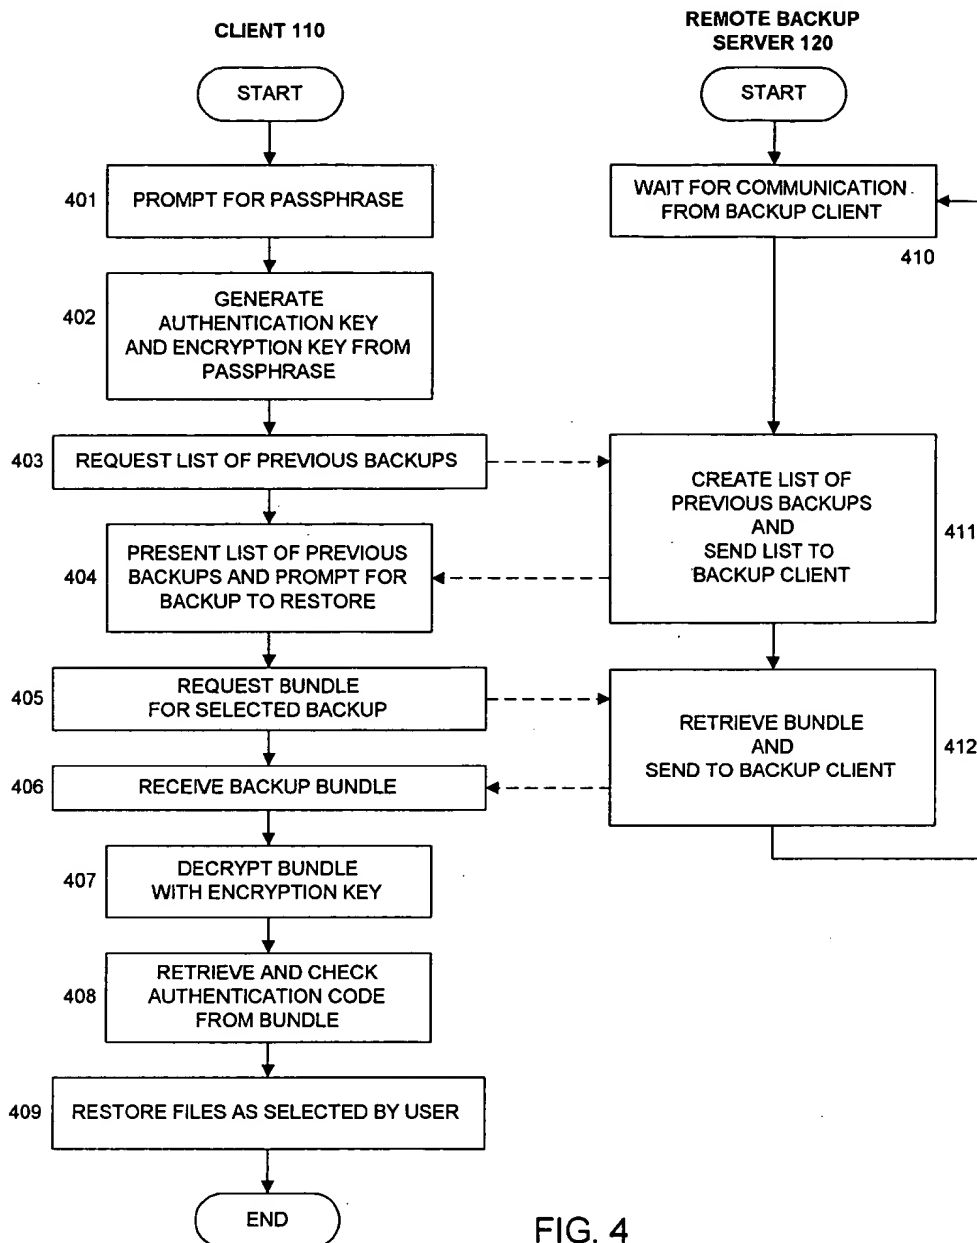 CLIENT 110
START
401
PROMPT FOR PASSPHRASE
402
GENERATE
AUTHENTICATION KEY
AND ENCRYPTION KEY FROM
PASSPHRASE
403
REQUEST LIST OF PREVIOUS BACKUPS
404
PRESENT LIST OF PREVIOUS
BACKUPS AND PROMPT FOR
BACKUP TO RESTORE
405
REQUEST BUNDLE
FOR SELECTED BACKUP
406
RECEIVE BACKUP BUNDLE
407
DECRYPT BUNDLE
WITH ENCRYPTION KEY
408
RETRIEVE AND CHECK
AUTHENTICATION CODE
FROM BUNDLE
409
RESTORE FILES AS SELECTED BY USER
END
REMOTE BACKUP
SERVER 120
START
WAIT FOR COMMUNICATION
FROM BACKUP CLIENT
410
CREATE LIST OF
PREVIOUS BACKUPS
AND
SEND LIST TO
BACKUP CLIENT
411
RETRIEVE BUNDLE
AND
SEND TO BACKUP CLIENT
412
FIG. 4